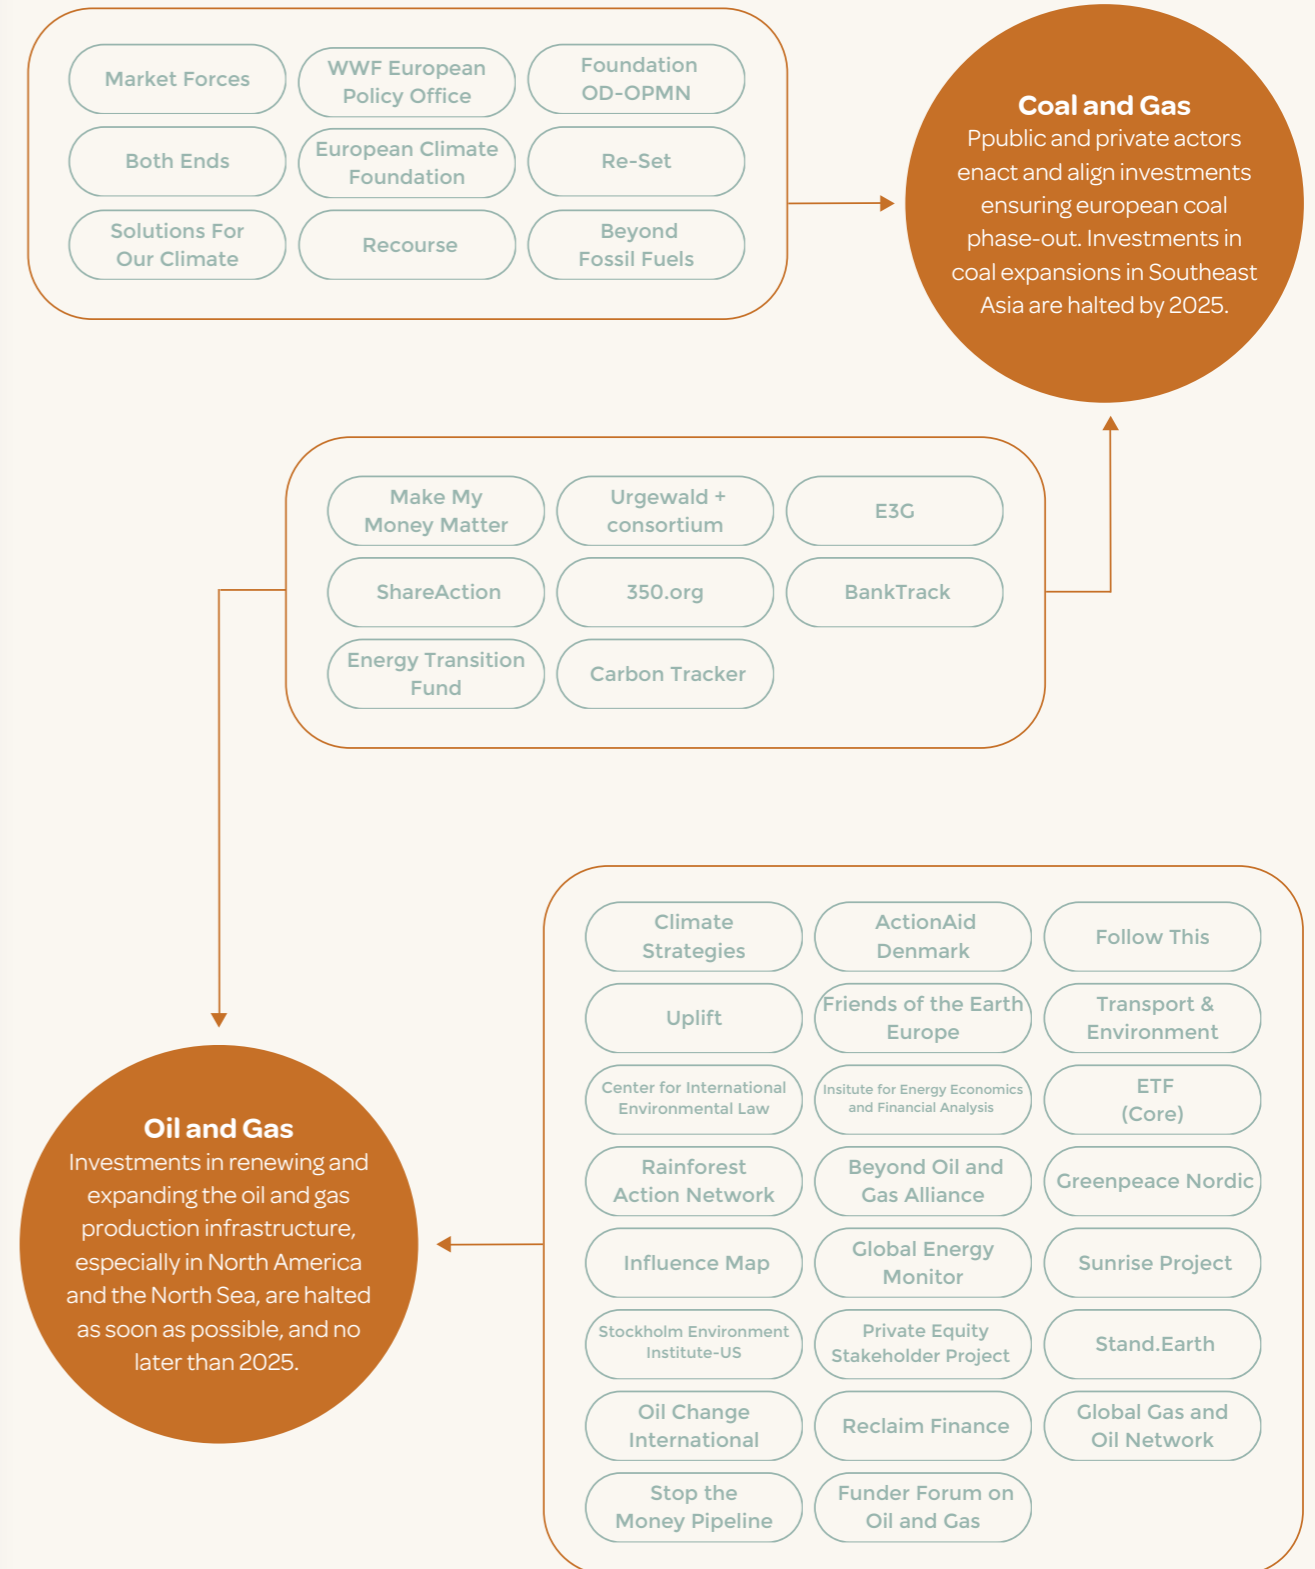 Market Forces
WWF European
Policy Office
Foundation
OD-OPMN
Both Ends
European Climate
Foundation
Re-Set
Solutions For
Our Climate
Recourse
Beyond
Fossil Fuels
Coal and Gas
Ppublic and private actors
enact and align investments
ensuring european coal
phase-out. Investments in
coal expansions in Southeast
Asia are halted by 2025.
Make My
Money Matter
Urgewald +
consortium
E3G
ShareAction
350.org
BankTrack
Energy Transition
Fund
Carbon Tracker
Oil and Gas
Investments in renewing and
expanding the oil and gas
production infrastructure,
especially in North America
and the North Sea, are halted
as soon as possible, and no
later than 2025.
Climate
Strategies
ActionAid
Denmark
Follow This
Uplift
Friends of the Earth
Europe
Transport &
Environment
Center for International
Environmental Law
Insitute for Energy Economics
and Financial Analysis
ETF
(Core)
Rainforest
Action Network
Beyond Oil and
Gas Alliance
Greenpeace Nordic
Influence Map
Global Energy
Monitor
Sunrise Project
Stockholm Environment
Institute-US
Private Equity
Stakeholder Project
Stand.Earth
Oil Change
International
Reclaim Finance
Global Gas and
Oil Network
Stop the
Money Pipeline
Funder Forum on
Oil and Gas